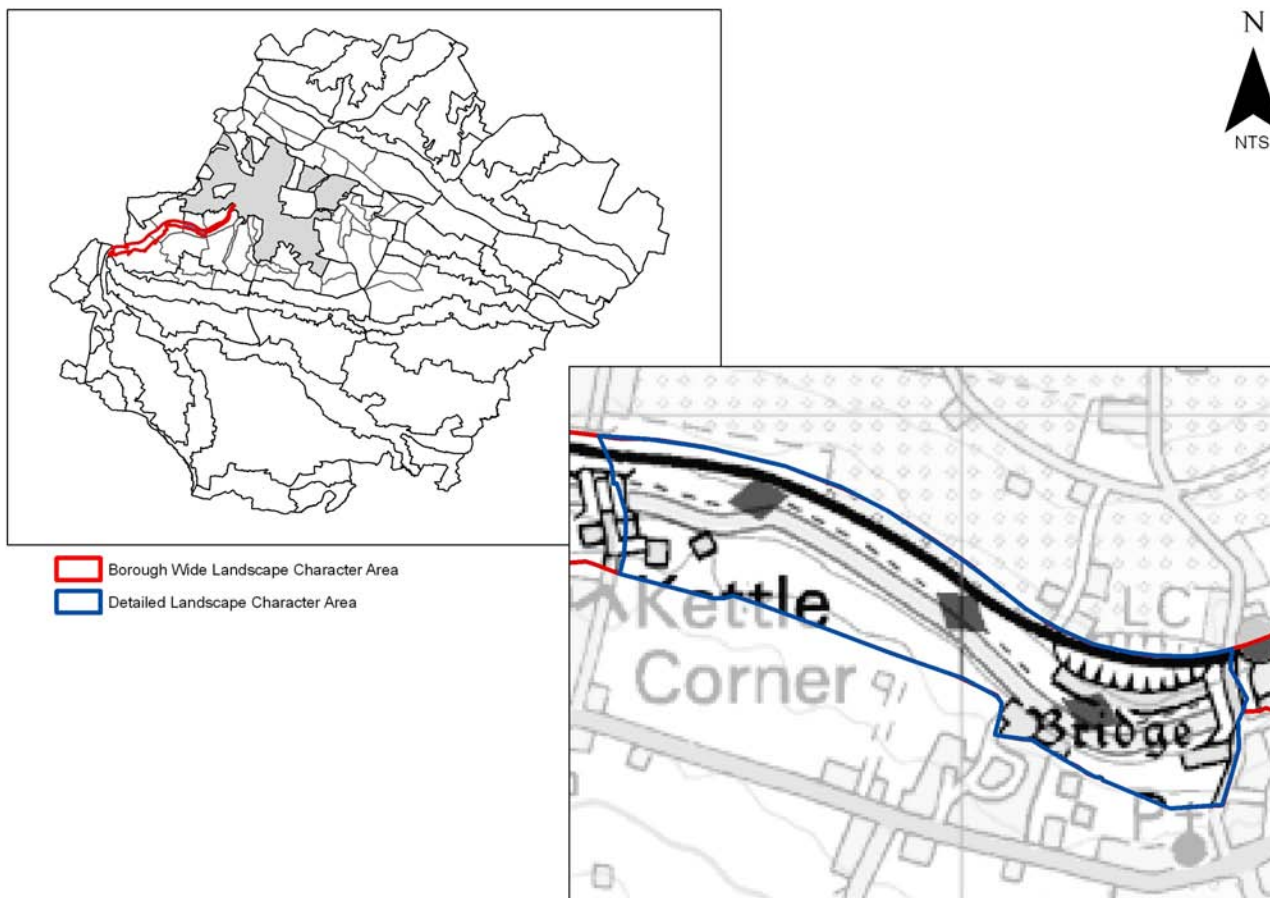 N
NTS
Borough Wide Landscape Character Area
Detailed Landscape Character Area
Kettle
Corner
LC
Bridge
P